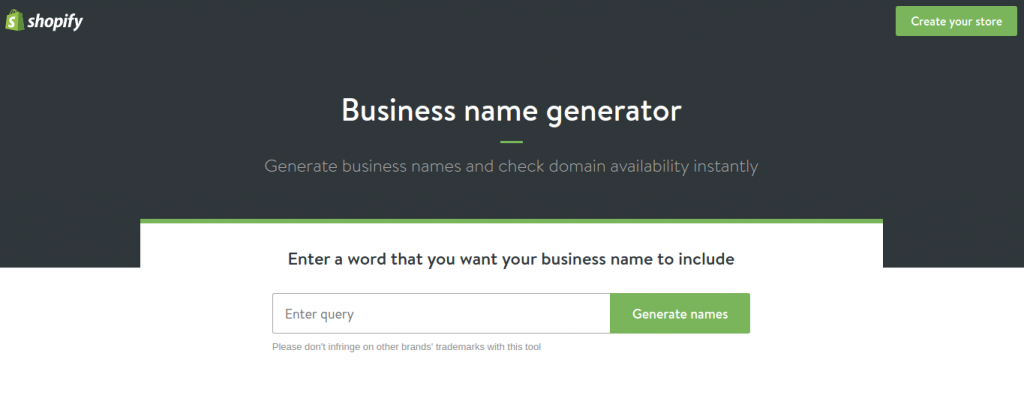 shopify
Create your store
Business name generator
Generate business names and check domain availability instantly
Enter a word that you want your business name to include
Enter query
Generate names
Please don't infringe on other brands' trademarks with this tool